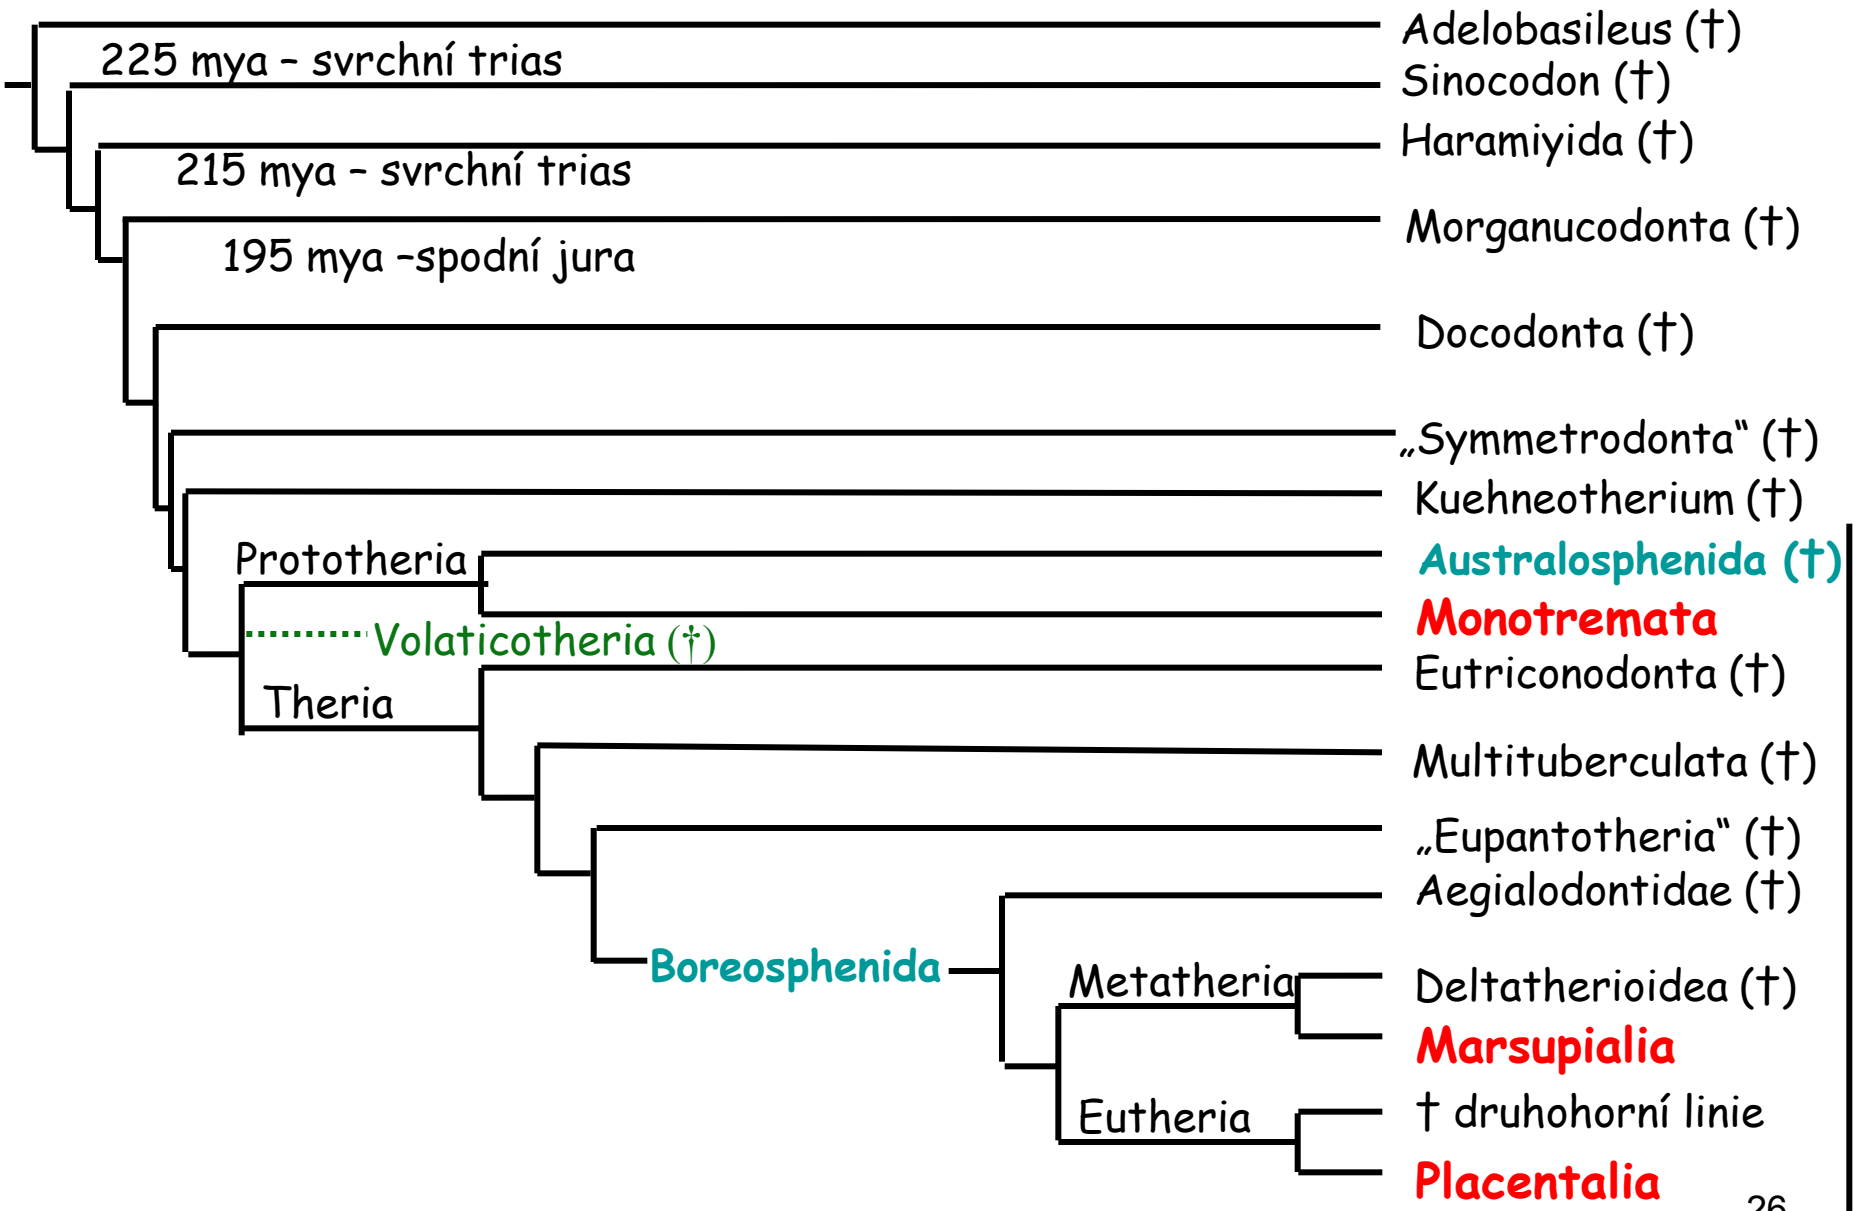 Adelobasileus (†)
225 mya – svrchní trias
Sinocodon (†)
Haramiyida (†)
215 mya – svrchní trias
Morganucodonta (†)
195 mya –spodní jura
Docodonta (†)
„Symmetrodonta“ (†)
Kuehneotherium (†)
Prototheria
Australosphenida (†)
Monotremata
Volaticotheria (†)
Eutriconodonta (†)
Theria
Multituberculata (†)
„Eupantotheria“ (†)
Aegialodontidae (†)
Boreosphenida
Metatheria
Deltatherioidea (†)
Marsupialia
Eutheria
† druhohorní linie
Placentalia
26